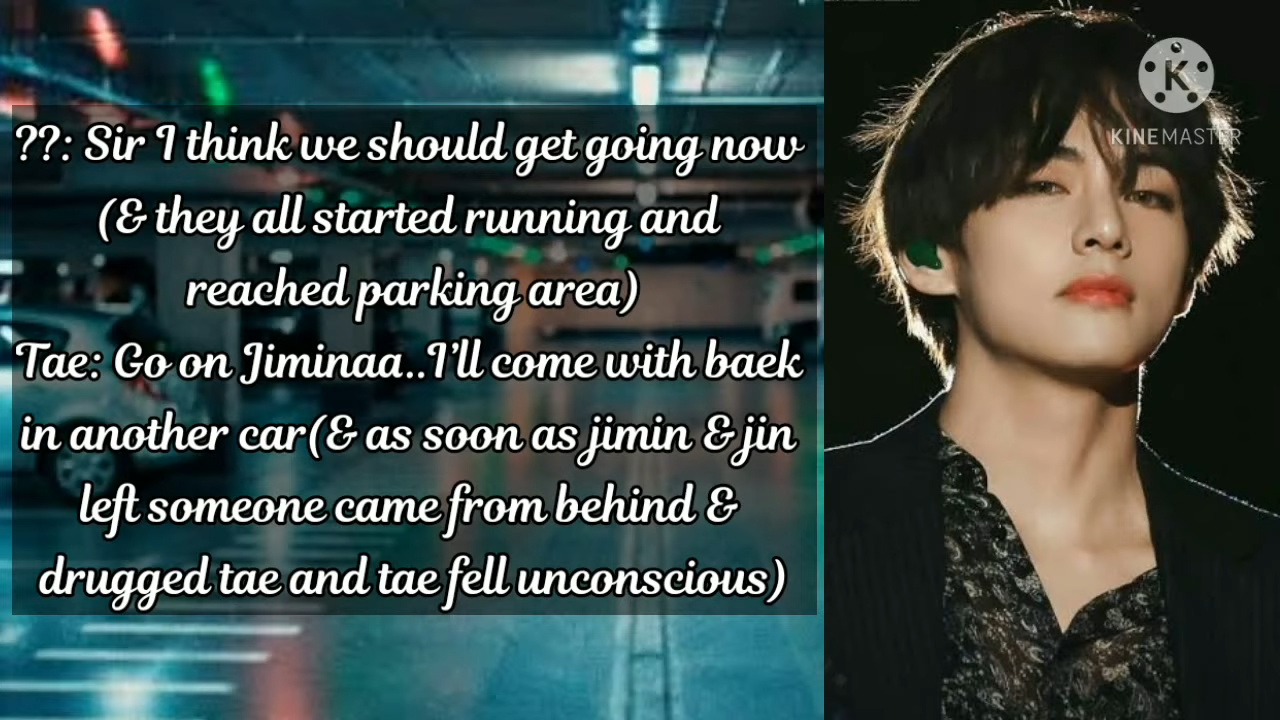 ??: Sir I think we should get going now
(& they all started running and
reached parking area)
Tae: Go on Jiminaa..I'll come with baek
in another car(& as soon as jimin & jin
left someone came from behind &
drugged tae and tae fell unconscious)
K
KINEMASTER